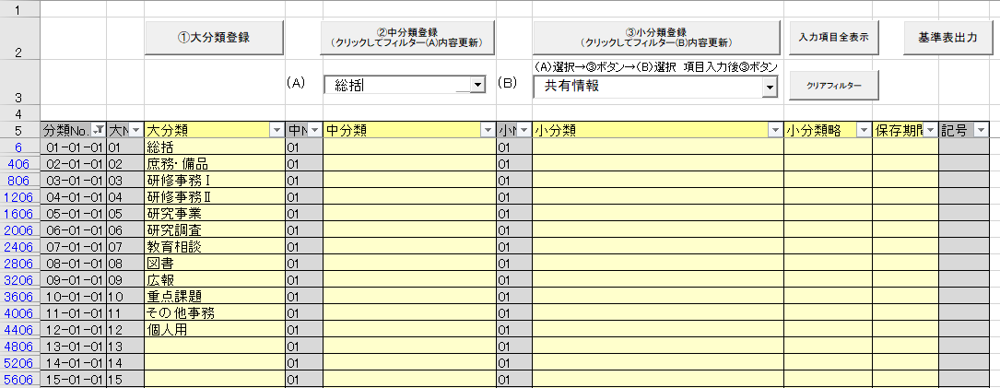 1
2 ①大分類登録 ②中分類登録 ③小分類登録 入力項目全表示 基準表出力
(クリックしてフィルター(A)内容更新) (クリックしてフィルター(B)内容更新)
(A)選択→③ボタン→(B)選択 項目入力後③ボタン
3 (A) 総括 (B) 共有情報 クリアフィルター
4
5 分類No. 大N 大分類 中N 中分類 小N 小分類 小分類略 保存期間 記号
6 01-01-01 01 総括 01 01
406 02-01-01 02 庶務・備品 01 01
806 03-01-01 03 研修事務Ⅰ 01 01
1206 04-01-01 04 研修事務Ⅱ 01 01
1606 05-01-01 05 研究事業 01 01
2006 06-01-01 06 研究調査 01 01
2406 07-01-01 07 教育相談 01 01
2806 08-01-01 08 図書 01 01
3206 09-01-01 09 広報 01 01
3606 10-01-01 10 重点課題 01 01
4006 11-01-01 11 その他事務 01 01
4406 12-01-01 12 個人用 01 01
4806 13-01-01 13 01 01
5206 14-01-01 14 01 01
5606 15-01-01 15 01 01